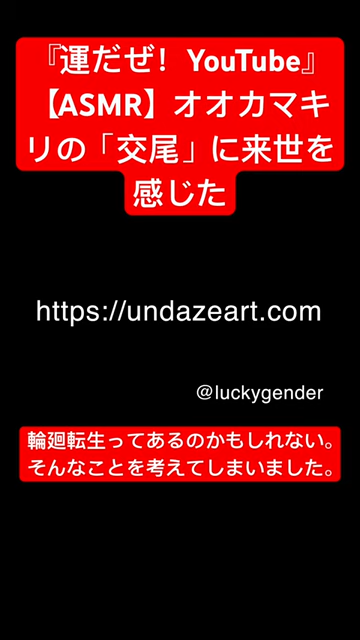 『運だぜ！YouTube』
【ASMR】オオカマキ
リの「交尾」に来世を
感じた
https://undazeart.com
@luckygender
輪廻転生ってあるのかもしれない。
そんなことを考えてしまいました。